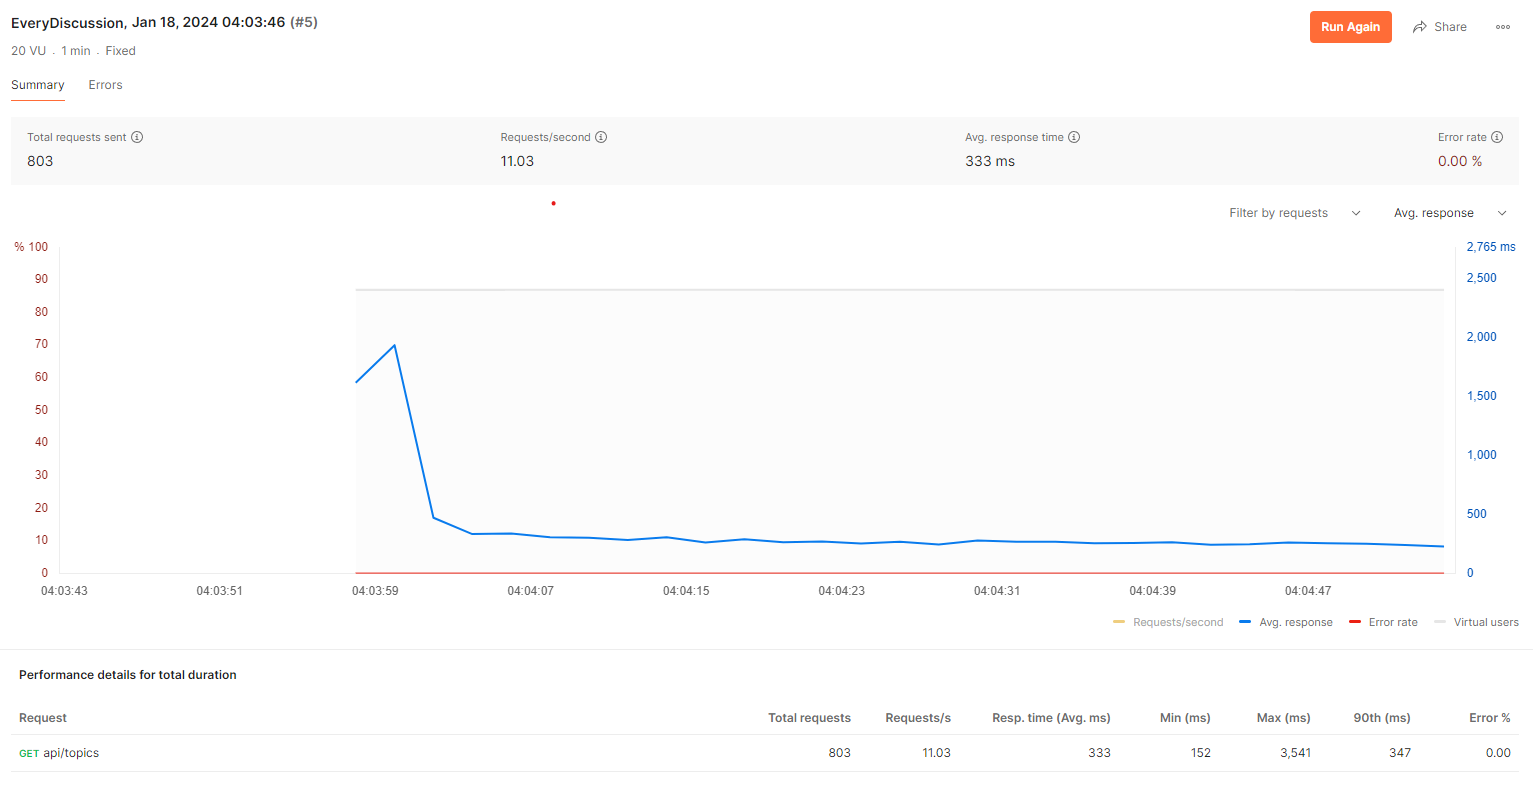 EveryDiscussion, Jan 18, 2024 04:03:46 (#5)
Run Again
Share
20 VU . 1 min . Fixed
Summary Errors
Total requests sent Requests/second Avg. response time Error rate
803 11.03 333 ms 0.00 %
Filter by requests Avg. response
% 100 2,765 ms
90 2,500
80
70 2,000
60
50 1,500
40
30 1,000
20 500
10
0 0
04:03:43 04:03:51 04:03:59 04:04:07 04:04:15 04:04:23 04:04:31 04:04:39 04:04:47
Requests/second Avg. response Error rate Virtual users
Performance details for total duration
Request Total requests Requests/s Resp. time (Avg. ms) Min (ms) Max (ms) 90th (ms) Error %
GET api/topics 803 11.03 333 152 3,541 347 0.00